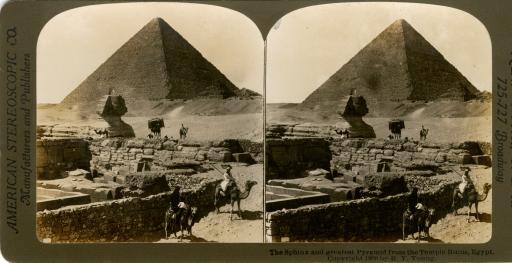 AMERICAN STEREOSCOPIC CO.
Manufacturers and Publishers
725-727
Broadway
The Sphinx and greatest Pyramid from the Temple Ruins, Egypt.
Copyright 1900 by R. Y. Young.